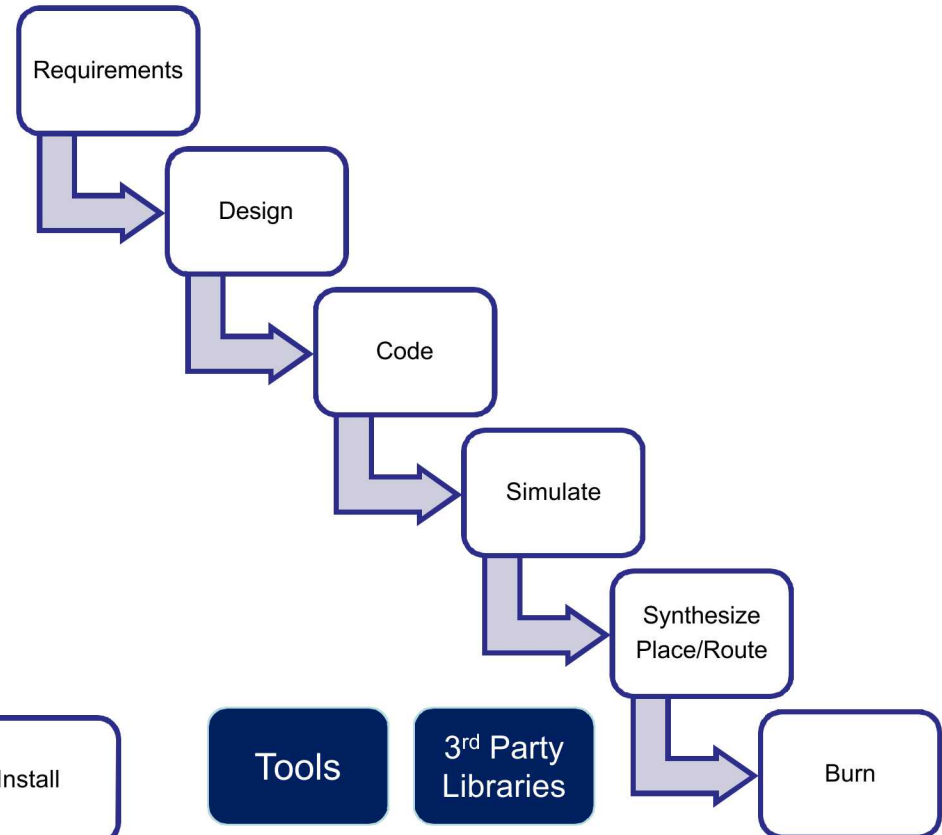 Requirements
Design
Code
Simulate
Synthesize
Place/Route
Install
Tools
3rd Party
Libraries
Burn